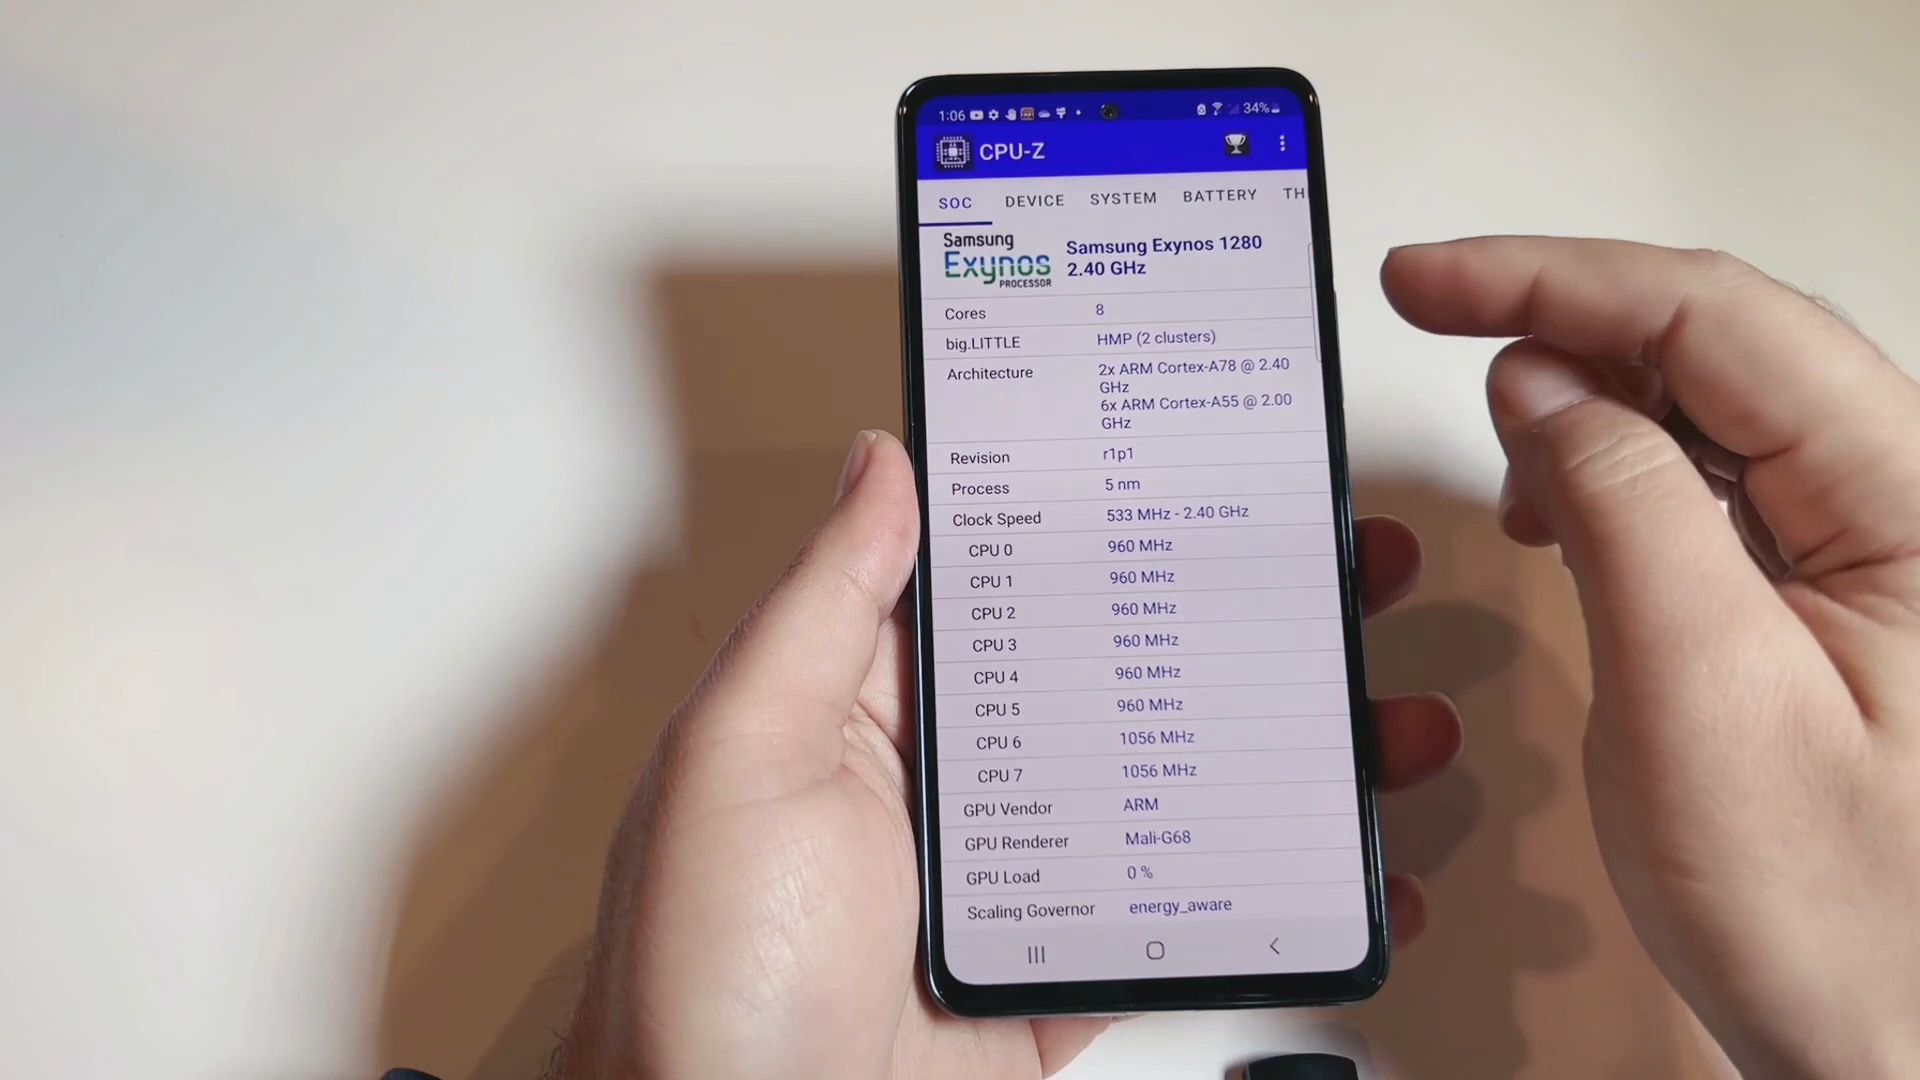 1:06 34%
CPU-Z
SOC DEVICE SYSTEM BATTERY TH
Samsung
Exynos
PROCESSOR
Samsung Exynos 1280
2.40 GHz
Cores 8
big.LITTLE HMP (2 clusters)
Architecture 2x ARM Cortex-A78 @ 2.40
GHz
6x ARM Cortex-A55 @ 2.00
GHz
Revision r1p1
Process 5 nm
Clock Speed 533 MHz - 2.40 GHz
CPU 0 960 MHz
CPU 1 960 MHz
CPU 2 960 MHz
CPU 3 960 MHz
CPU 4 960 MHz
CPU 5 960 MHz
CPU 6 1056 MHz
CPU 7 1056 MHz
GPU Vendor ARM
GPU Renderer Mali-G68
GPU Load 0 %
Scaling Governor energy_aware